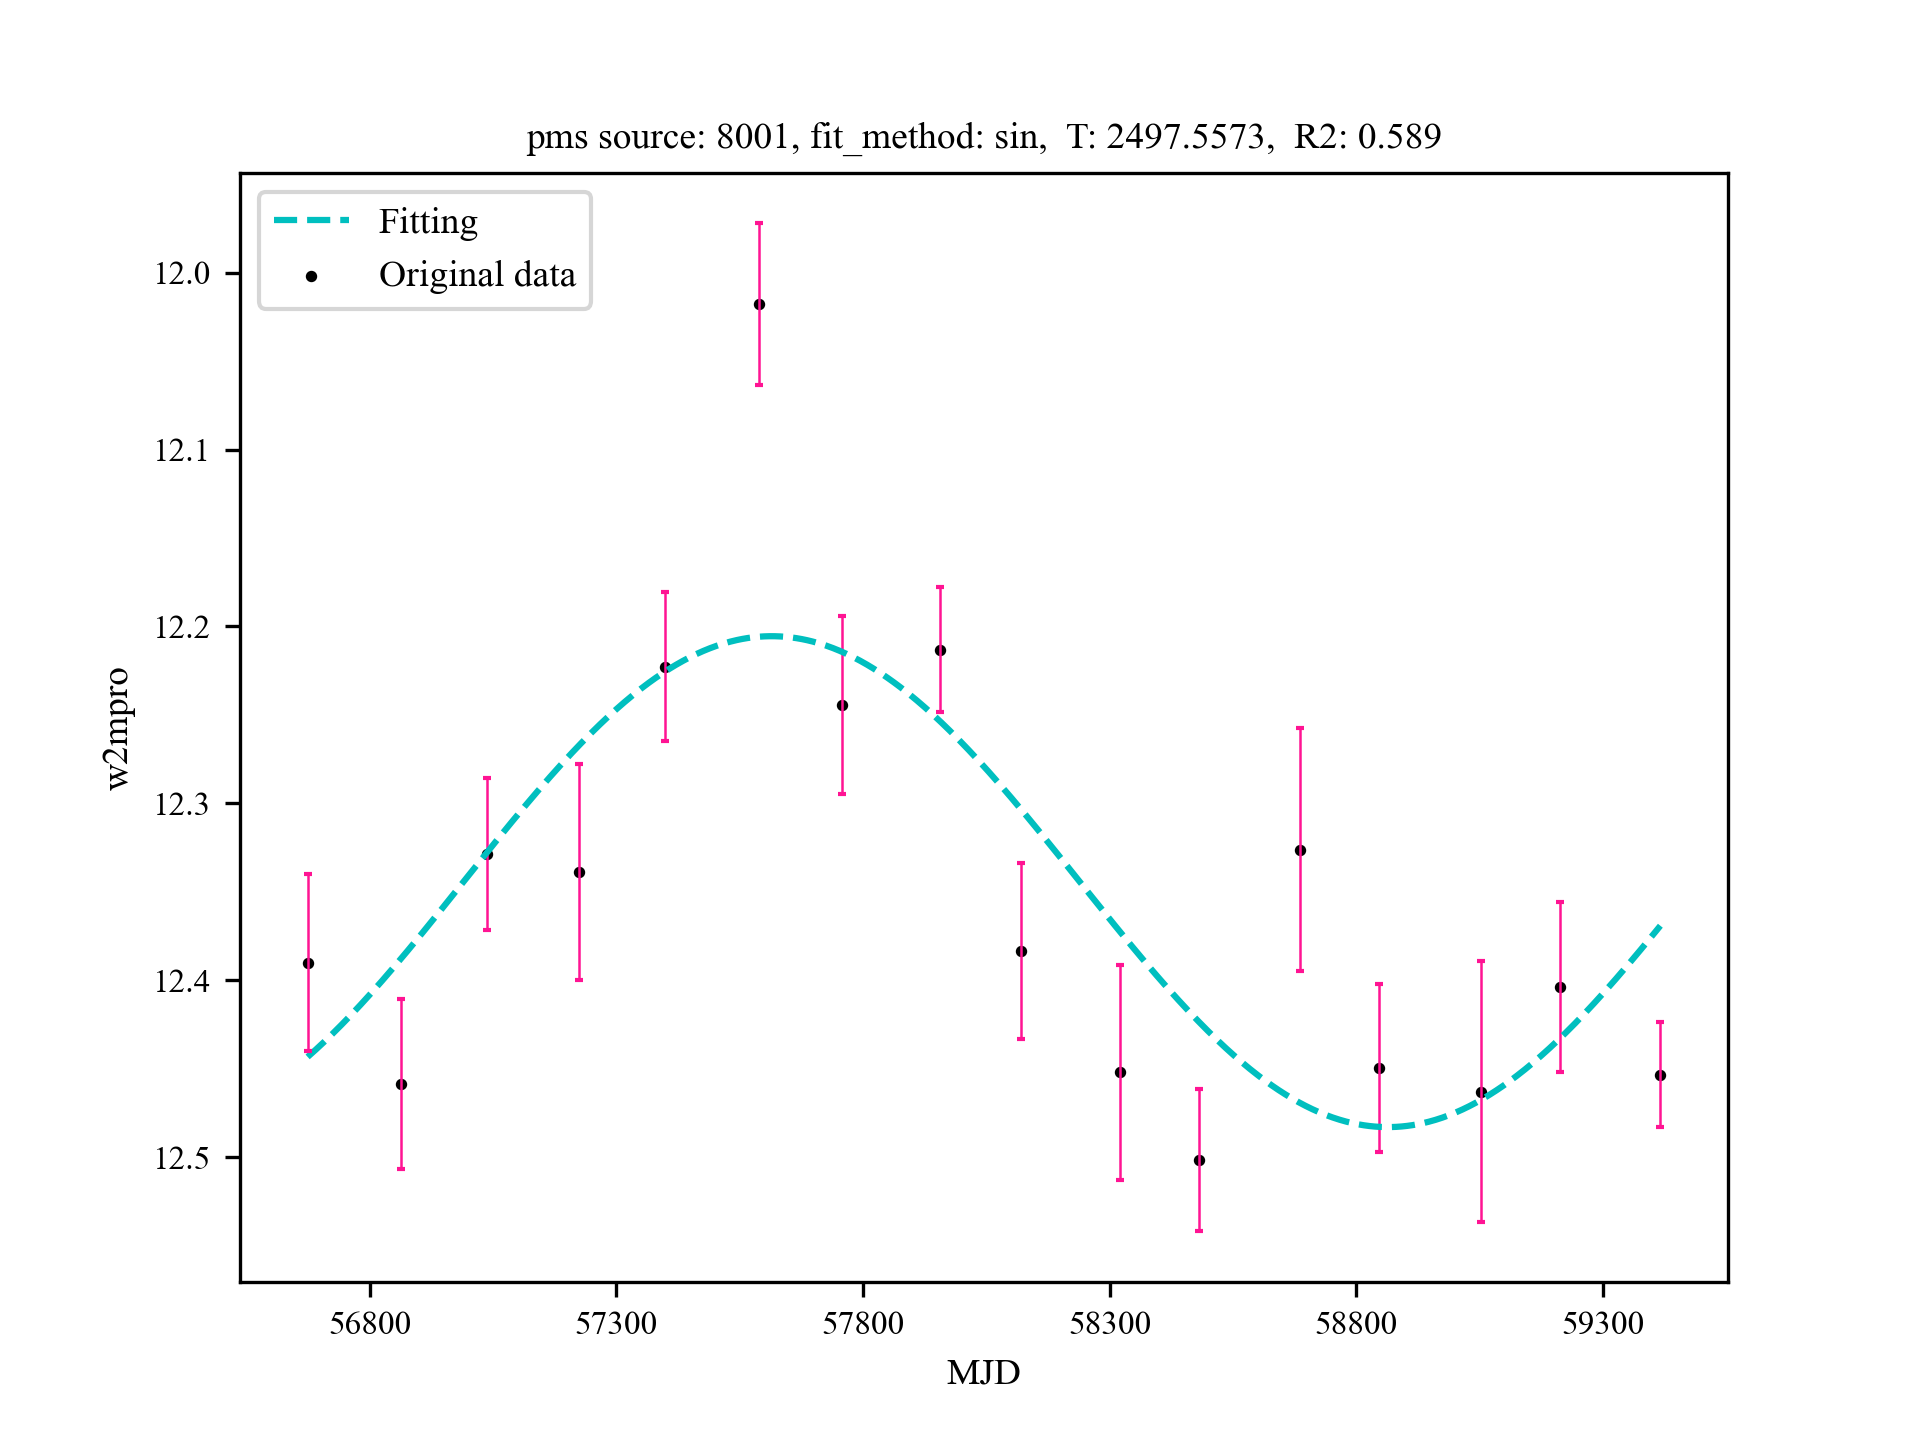 pms source: 8001, fit_method: sin,  T: 2497.5573,  R2: 0.589
Fitting
Original data
12.0
12.1
12.2
12.3
12.4
12.5
w2mpro
56800 57300 57800 58300 58800 59300
MJD